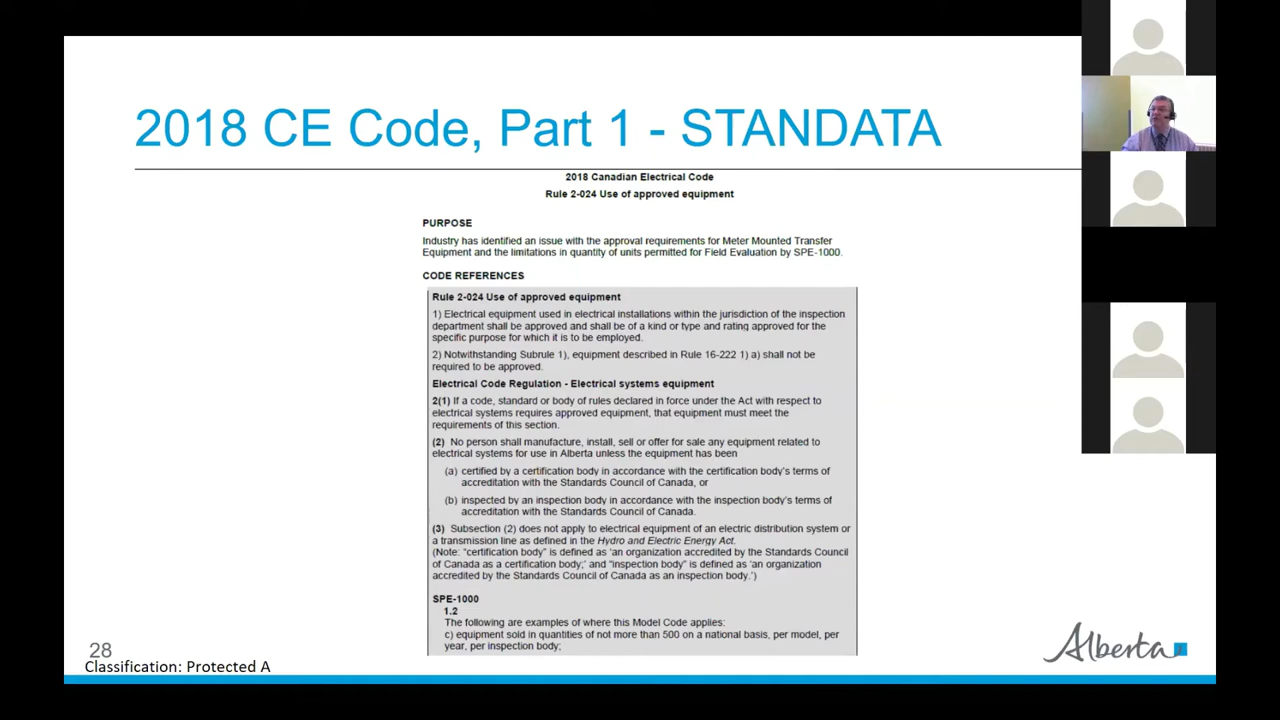 2018 CE Code, Part 1 - STANDATA
2018 Canadian Electrical Code
Rule 2-024 Use of approved equipment
PURPOSE
Industry has identified an issue with the approval requirements for Meter Mounted Transfer
Equipment and the limitations in quantity of units permitted for Field Evaluation by SPE-1000.
CODE REFERENCES
Rule 2-024 Use of approved equipment
1) Electrical equipment used in electrical installations within the jurisdiction of the inspection
department shall be approved and shall be of a kind or type and rating approved for the
specific purpose for which it is to be employed.
2) Notwithstanding Subrule 1), equipment described in Rule 16-222 1) a) shall not be
required to be approved.
Electrical Code Regulation - Electrical systems equipment
2(1) If a code, standard or body of rules declared in force under the Act with respect to
electrical systems requires approved equipment, that equipment must meet the
requirements of this section.
(2) No person shall manufacture, install, sell or offer for sale any equipment related to
electrical systems for use in Alberta unless the equipment has been
(a) certified by a certification body in accordance with the certification body's terms of
accreditation with the Standards Council of Canada, or
(b) inspected by an inspection body in accordance with the inspection body's terms of
accreditation with the Standards Council of Canada.
(3) Subsection (2) does not apply to electrical equipment of an electric distribution system or
a transmission line as defined in the Hydro and Electric Energy Act.
(Note: "certification body" is defined as 'an organization accredited by the Standards Council
of Canada as a certification body;' and "inspection body" is defined as 'an organization
accredited by the Standards Council of Canada as an inspection body.')
SPE-1000
1.2
The following are examples of where this Model Code applies:
c) equipment sold in quantities of not more than 500 on a national basis, per model, per
year, per inspection body;
28
Classification: Protected A
Alberta